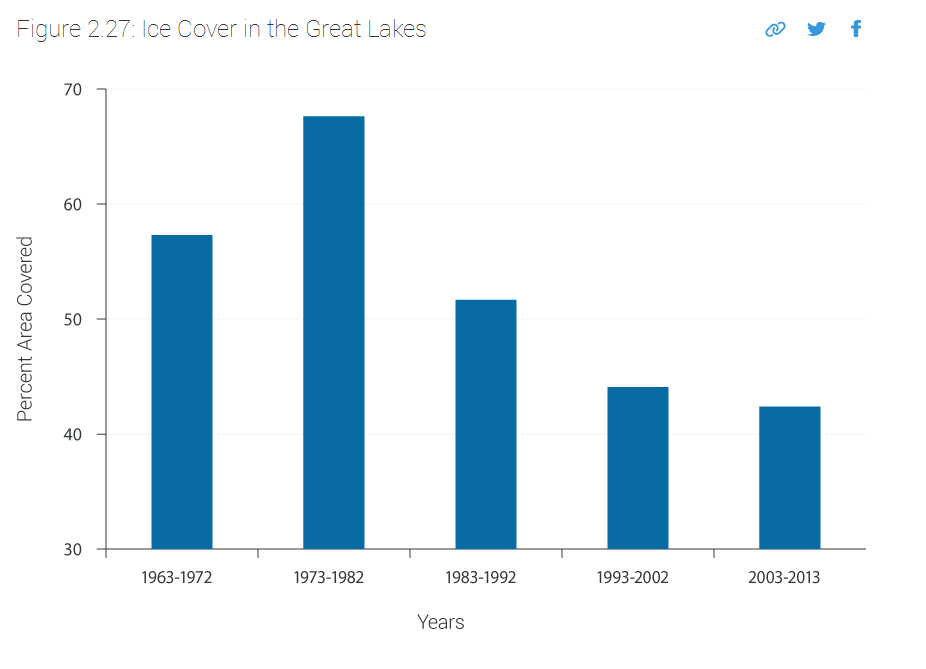 Figure 2.27: Ice Cover in the Great Lakes
70
60
50
40
30
Percent Area Covered
1963-1972 1973-1982 1983-1992 1993-2002 2003-2013
Years